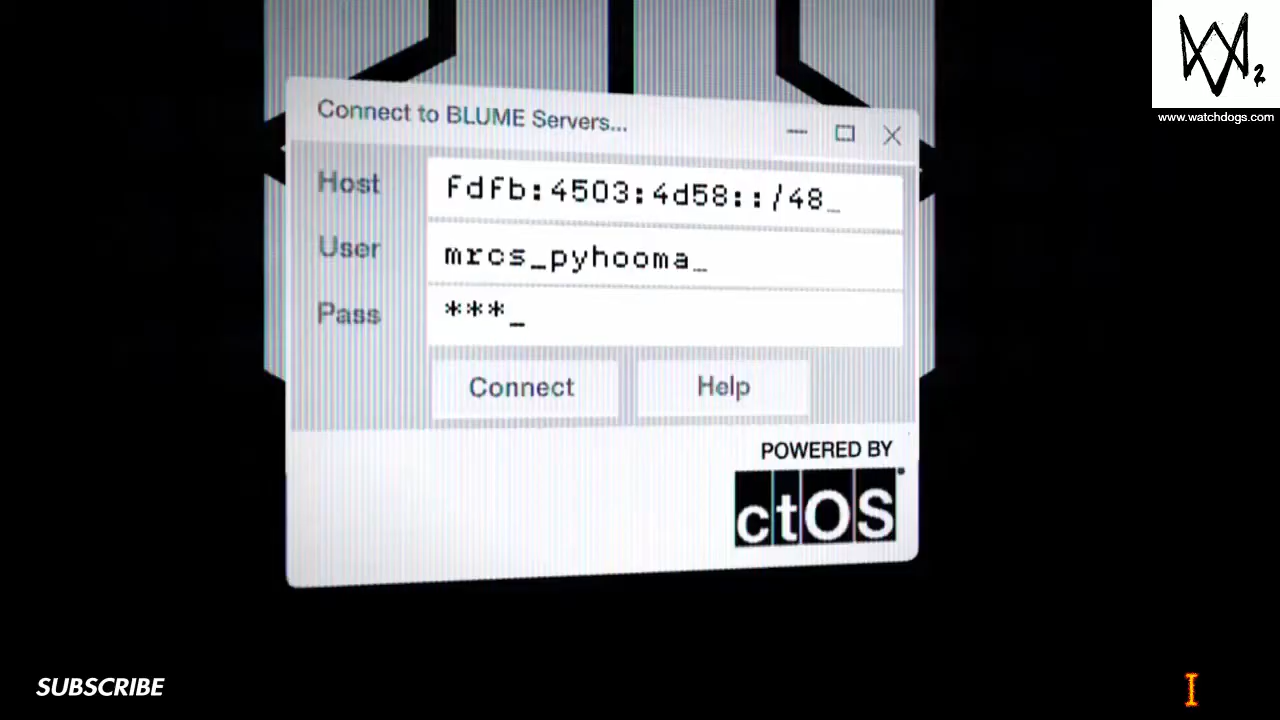 2
www.watchdogs.com
Connect to BLUME Servers...
Host fdfb:4503:4d58::/48_
User mrcs_pyhooma_
Pass ***_
Connect Help
POWERED BY
ctOS
SUBSCRIBE